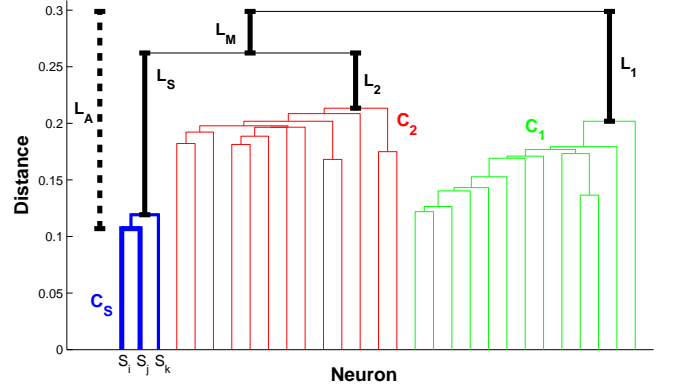 0.3
0.25
0.2
0.15
0.1
0.05
0
Distance
L_A
L_S
L_M
L_2
L_1
C_2
C_1
C_S
S_i S_j S_k
Neuron